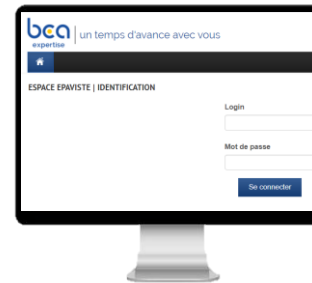 bca
expertise
un temps d'avance avec vous
ESPACE EPAVISTE | IDENTIFICATION
Login
Mot de passe
Se connecter